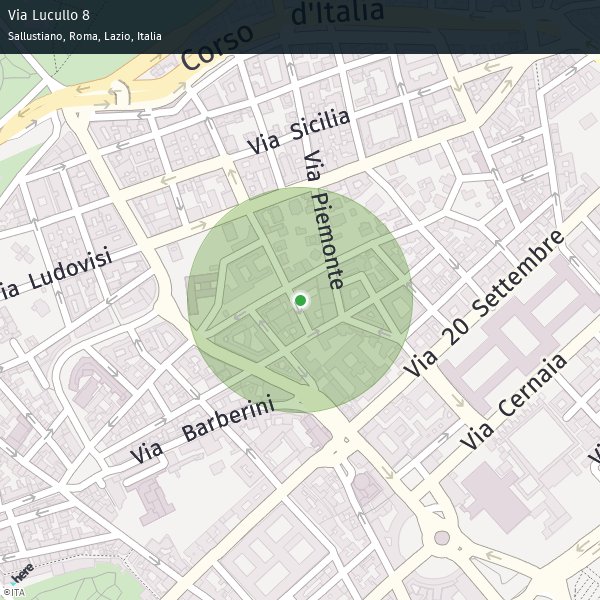 Via Lucullo 8
Sallustiano, Roma, Lazio, Italia
Corso d'Italia
Via Sicilia
Via Piemonte
ia Ludovisi
Via 20 Settembre
Via Cernaia
Via Barberini
V
here
©ITA